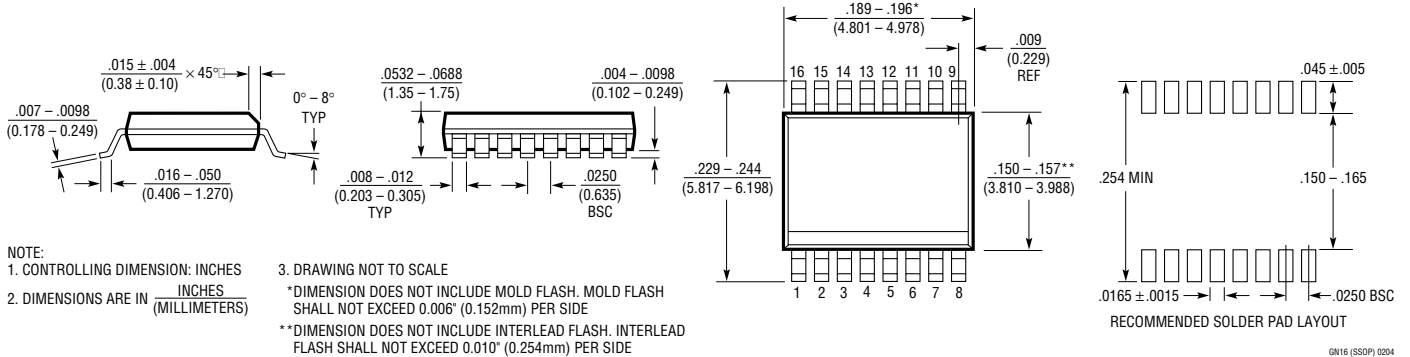 .015 ± .004
(0.38 ± 0.10)
× 45°
.007 – .0098
(0.178 – 0.249)
0° – 8°
TYP
.016 – .050
(0.406 – 1.270)
.0532 – .0688
(1.35 – 1.75)
.004 – .0098
(0.102 – 0.249)
.008 – .012
(0.203 – 0.305)
TYP
.0250
(0.635)
BSC
.189 – .196*
(4.801 – 4.978)
.009
(0.229)
REF
16 15 14 13 12 11 10 9
.229 – .244
(5.817 – 6.198)
.150 – .157**
(3.810 – 3.988)
1 2 3 4 5 6 7 8
.045 ±.005
.254 MIN
.150 – .165
.0165 ±.0015
.0250 BSC
RECOMMENDED SOLDER PAD LAYOUT
NOTE:
1. CONTROLLING DIMENSION: INCHES
2. DIMENSIONS ARE IN
INCHES
(MILLIMETERS)
3. DRAWING NOT TO SCALE
*DIMENSION DOES NOT INCLUDE MOLD FLASH. MOLD FLASH
SHALL NOT EXCEED 0.006" (0.152mm) PER SIDE
**DIMENSION DOES NOT INCLUDE INTERLEAD FLASH. INTERLEAD
FLASH SHALL NOT EXCEED 0.010" (0.254mm) PER SIDE
GN16 (SSOP) 0204